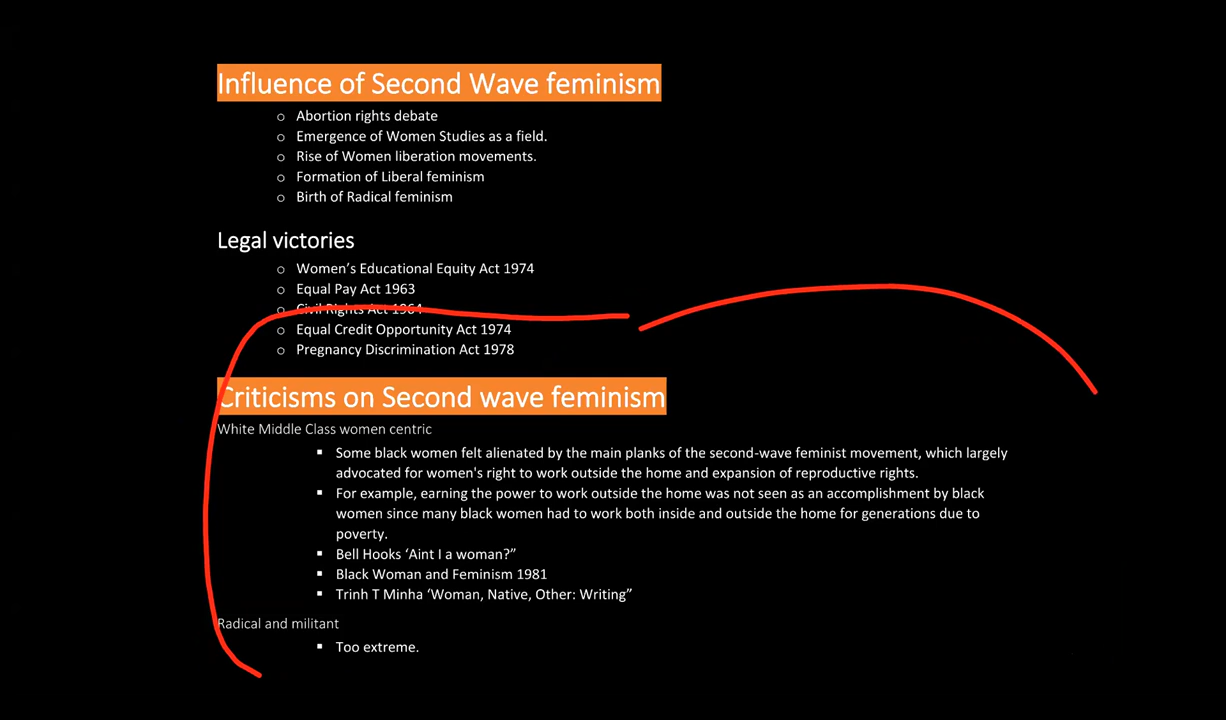 Influence of Second Wave feminism
Abortion rights debate
Emergence of Women Studies as a field.
Rise of Women liberation movements.
Formation of Liberal feminism
Birth of Radical feminism
Legal victories
Women's Educational Equity Act 1974
Equal Pay Act 1963
Civil Rights Act 1964
Equal Credit Opportunity Act 1974
Pregnancy Discrimination Act 1978
Criticisms on Second wave feminism
White Middle Class women centric
Some black women felt alienated by the main planks of the second-wave feminist movement, which largely
advocated for women's right to work outside the home and expansion of reproductive rights.
For example, earning the power to work outside the home was not seen as an accomplishment by black
women since many black women had to work both inside and outside the home for generations due to
poverty.
Bell Hooks ‘Aint I a woman?”
Black Woman and Feminism 1981
Trinh T Minha ‘Woman, Native, Other: Writing”
Radical and militant
Too extreme.